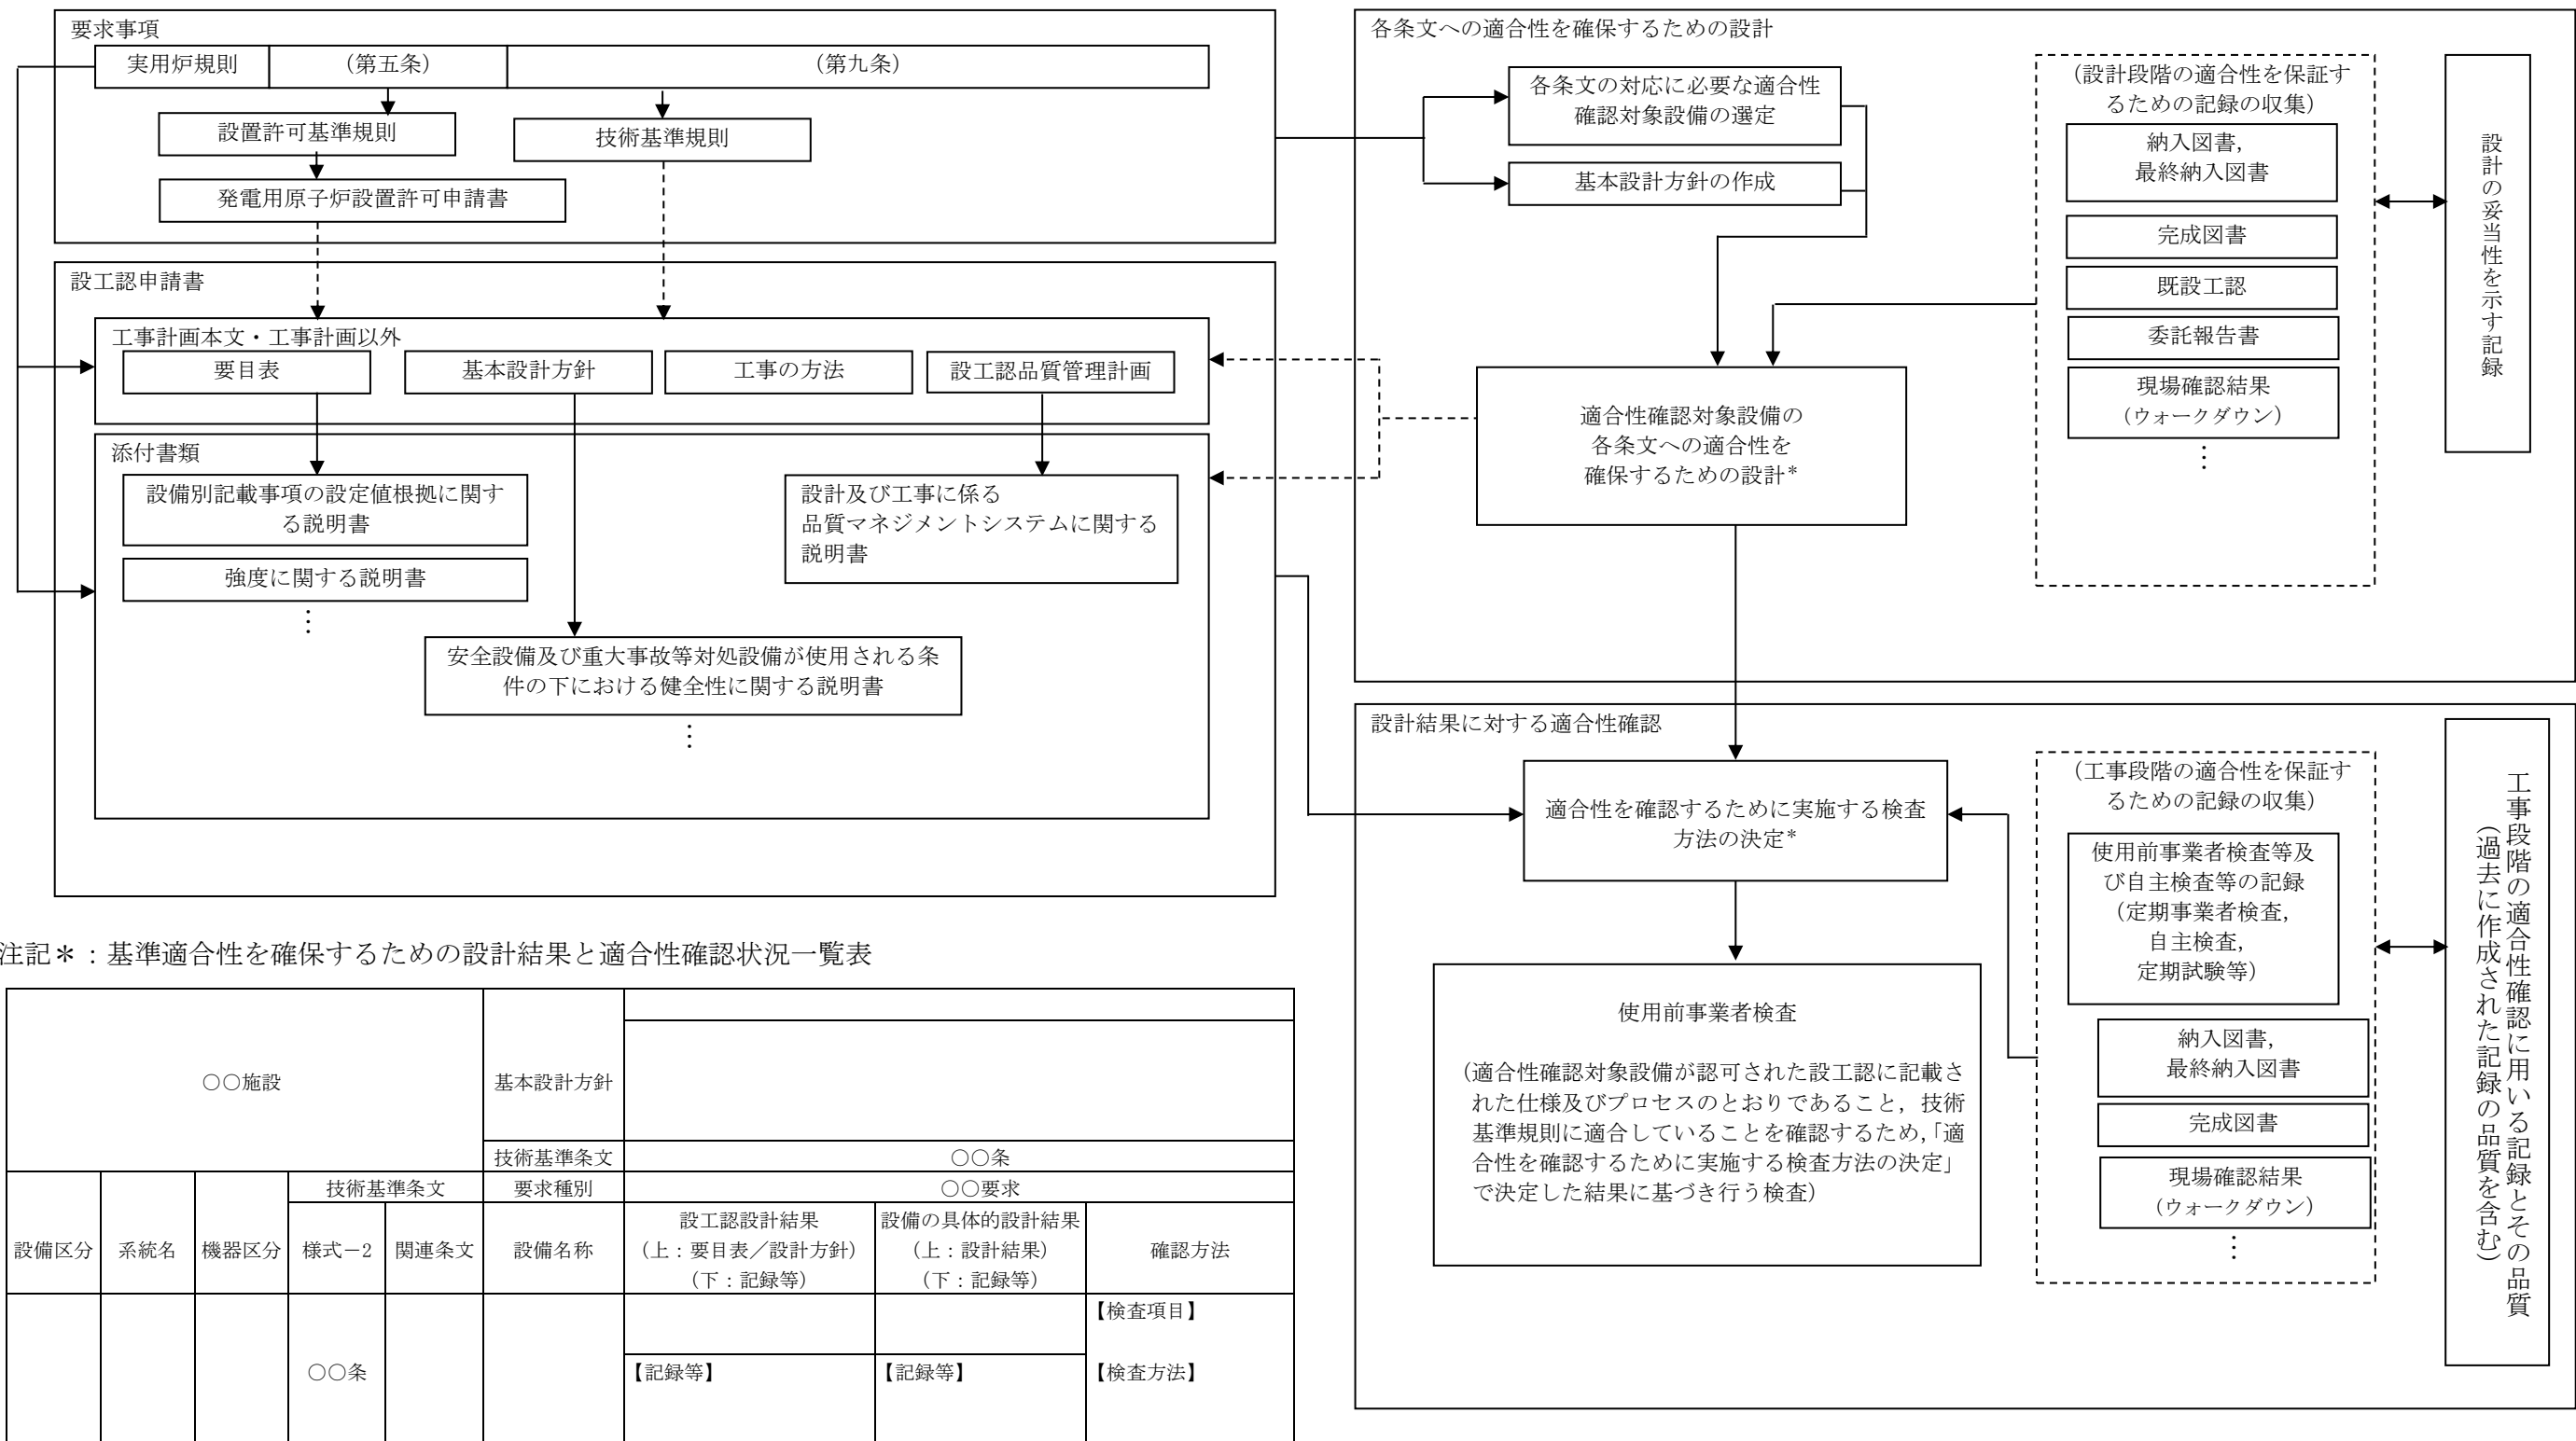 要求事項
実用炉規則
（第五条）
（第九条）
設置許可基準規則
技術基準規則
発電用原子炉設置許可申請書
設工認申請書
工事計画本文・工事計画以外
要目表
基本設計方針
工事の方法
設工認品質管理計画
添付書類
設備別記載事項の設定値根拠に関す
る説明書
強度に関する説明書
⋮
設計及び工事に係る
品質マネジメントシステムに関する
説明書
安全設備及び重大事故等対処設備が使用される条
件の下における健全性に関する説明書
⋮
各条文への適合性を確保するための設計
各条文の対応に必要な適合性
確認対象設備の選定
基本設計方針の作成
適合性確認対象設備の
各条文への適合性を
確保するための設計*
（設計段階の適合性を保証す
るための記録の収集）
納入図書，
最終納入図書
完成図書
既設工認
委託報告書
現場確認結果
（ウォークダウン）
⋮
設計の妥当性を示す記録
設計結果に対する適合性確認
適合性を確認するために実施する検査
方法の決定*
使用前事業者検査
（適合性確認対象設備が認可された設工認に記載さ
れた仕様及びプロセスのとおりであること，技術
基準規則に適合していることを確認するため，「適
合性を確認するために実施する検査方法の決定」
で決定した結果に基づき行う検査）
（工事段階の適合性を保証す
るための記録の収集）
使用前事業者検査等及
び自主検査等の記録
（定期事業者検査，
自主検査，
定期試験等）
納入図書，
最終納入図書
完成図書
現場確認結果
（ウォークダウン）
⋮
工事段階の適合性確認に用いる記録とその品質
（過去に作成された記録の品質を含む）
注記＊：基準適合性を確保するための設計結果と適合性確認状況一覧表
○○施設
基本設計方針
技術基準条文
○○条
技術基準条文
要求種別
○○要求
設備区分
系統名
機器区分
様式－2
関連条文
設備名称
設工認設計結果
（上：要目表／設計方針）
（下：記録等）
設備の具体的設計結果
（上：設計結果）
（下：記録等）
確認方法
○○条
【記録等】
【記録等】
【検査項目】
【検査方法】